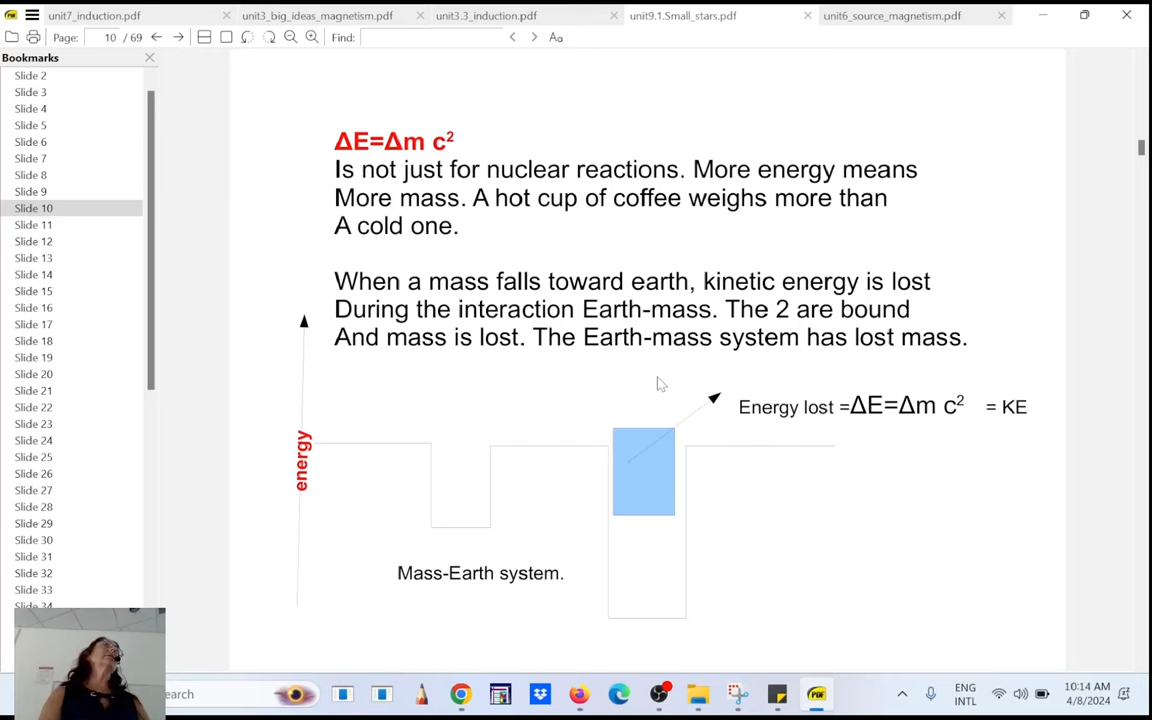 unit7_induction.pdf
unit3_big_ideas_magnetism.pdf
unit3.3_induction.pdf
unit9.1.Small_stars.pdf
unit6_source_magnetism.pdf
Page: 10 / 69
Find:
Aa
Bookmarks
Slide 2
Slide 3
Slide 4
Slide 5
Slide 6
Slide 7
Slide 8
Slide 9
Slide 10
Slide 11
Slide 12
Slide 13
Slide 14
Slide 15
Slide 16
Slide 17
Slide 18
Slide 19
Slide 20
Slide 21
Slide 22
Slide 23
Slide 24
Slide 25
Slide 26
Slide 27
Slide 28
Slide 29
Slide 30
Slide 31
Slide 32
Slide 33
Slide 34
ΔE=Δm c²
Is not just for nuclear reactions. More energy means
More mass. A hot cup of coffee weighs more than
A cold one.
When a mass falls toward earth, kinetic energy is lost
During the interaction Earth-mass. The 2 are bound
And mass is lost. The Earth-mass system has lost mass.
Energy lost =ΔE=Δm c² = KE
energy
Mass-Earth system.
earch
ENG
INTL
10:14 AM
4/8/2024